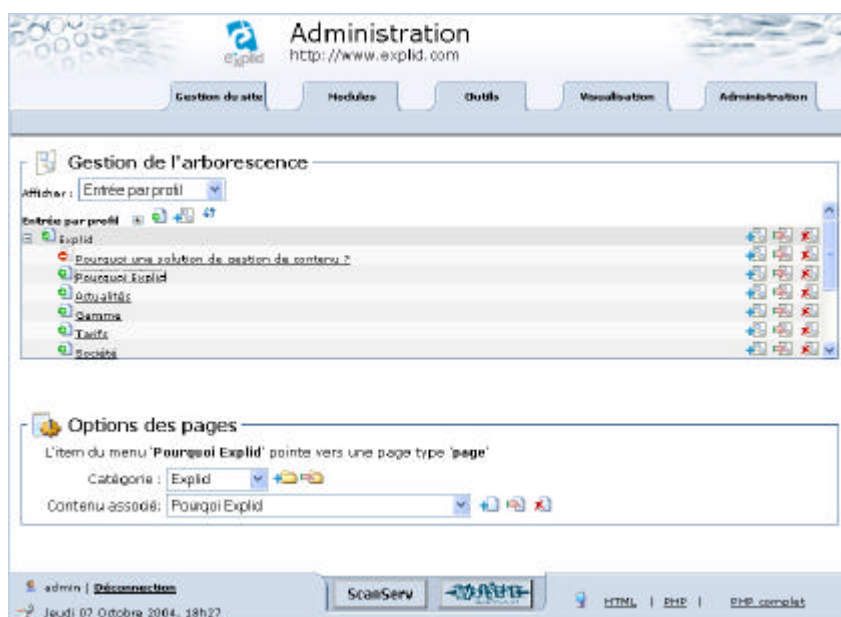 Administration
explid
http://www.explid.com
Gestion du site
Modules
Outils
Visualisation
Administration
Gestion de l'arborescence
Afficher : Entrée par profil
Entrée par profil
Explid
Pourquoi une solution de gestion de contenu ?
Pourquoi Explid
Actualités
Gamme
Tarifs
Société
Options des pages
L'item du menu 'Pourquoi Explid' pointe vers une page type 'page'
Catégorie : Explid
Contenu associé: Pourqoi Explid
admin | Déconnection
ScanServ
HTML | PHP | PHP complet
Jeudi 07 Octobre 2004, 18h27